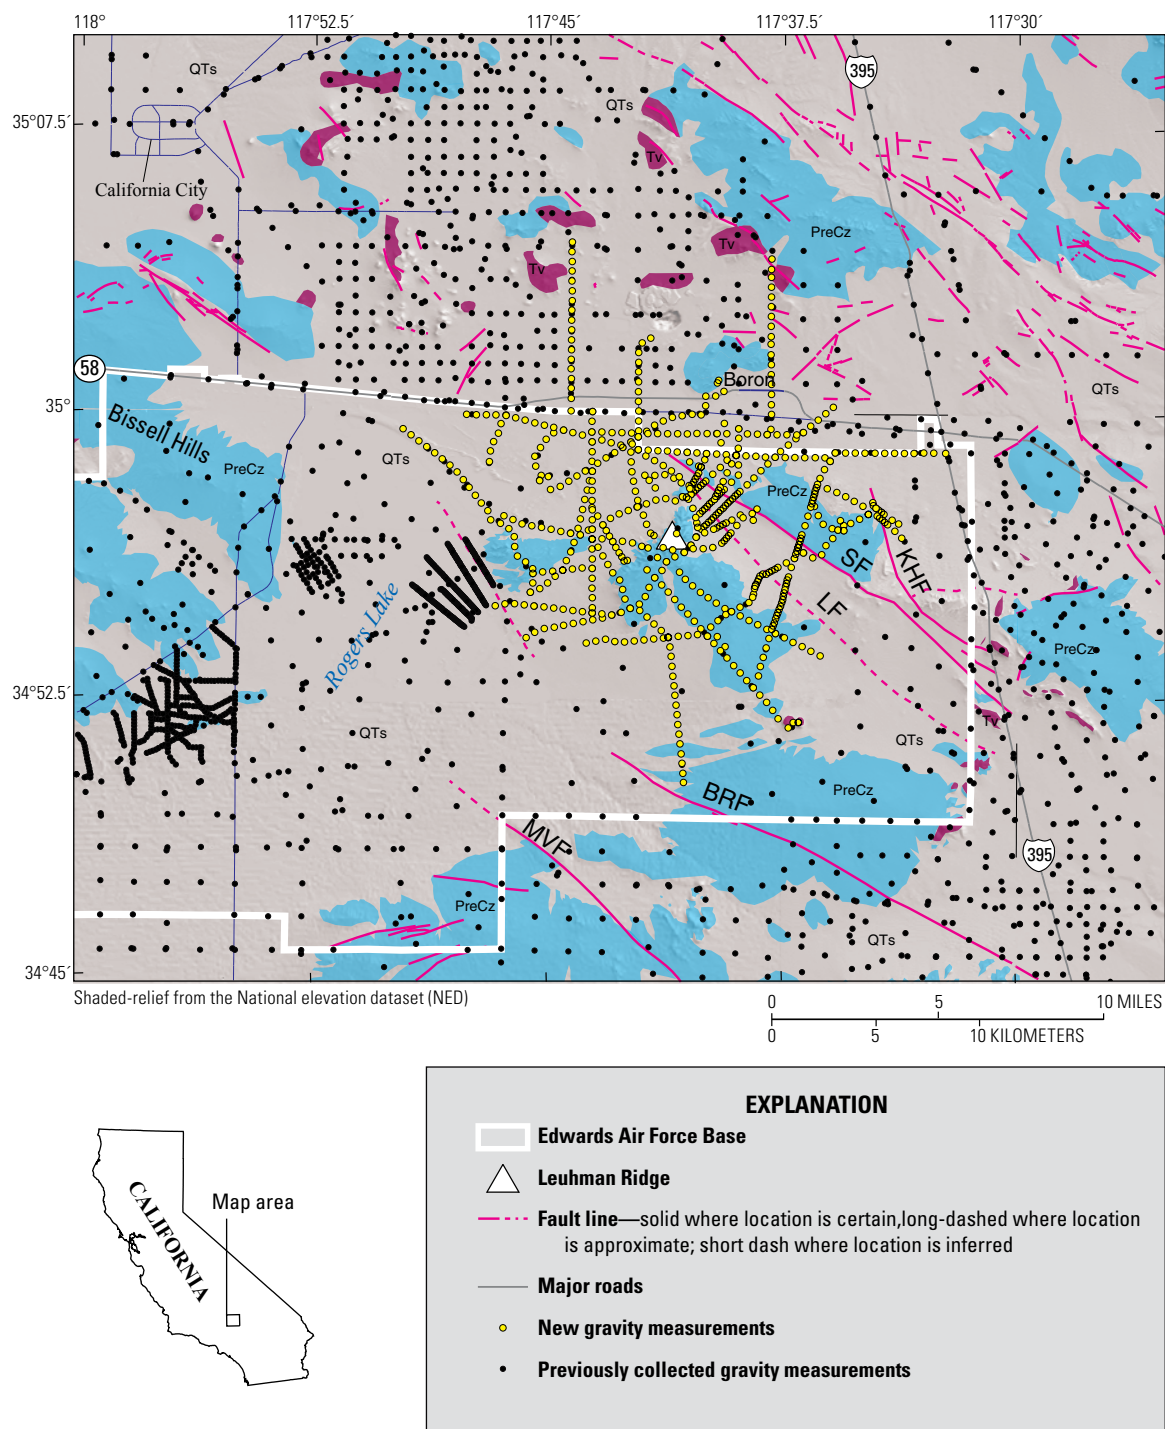 118°
117°52.5′
117°45′
117°37.5′
117°30′
395
QTs
QTs
35°07.5′
Tv
California City
PreCz
Tv
Tv
58
Boron
QTs
35°
Bissell Hills
QTs
PreCz
PreCz
SF
KHF
LF
Rogers Lake
PreCz
34°52.5′
Tv
QTs
QTs
PreCz
BRF
MVF
395
PreCz
QTs
34°45′
Shaded-relief from the National elevation dataset (NED)
0 5 10 MILES
0 5 10 KILOMETERS
EXPLANATION
Edwards Air Force Base
Leuhman Ridge
Fault line—solid where location is certain,long-dashed where location
is approximate; short dash where location is inferred
Major roads
New gravity measurements
Previously collected gravity measurements
Map area
CALIFORNIA